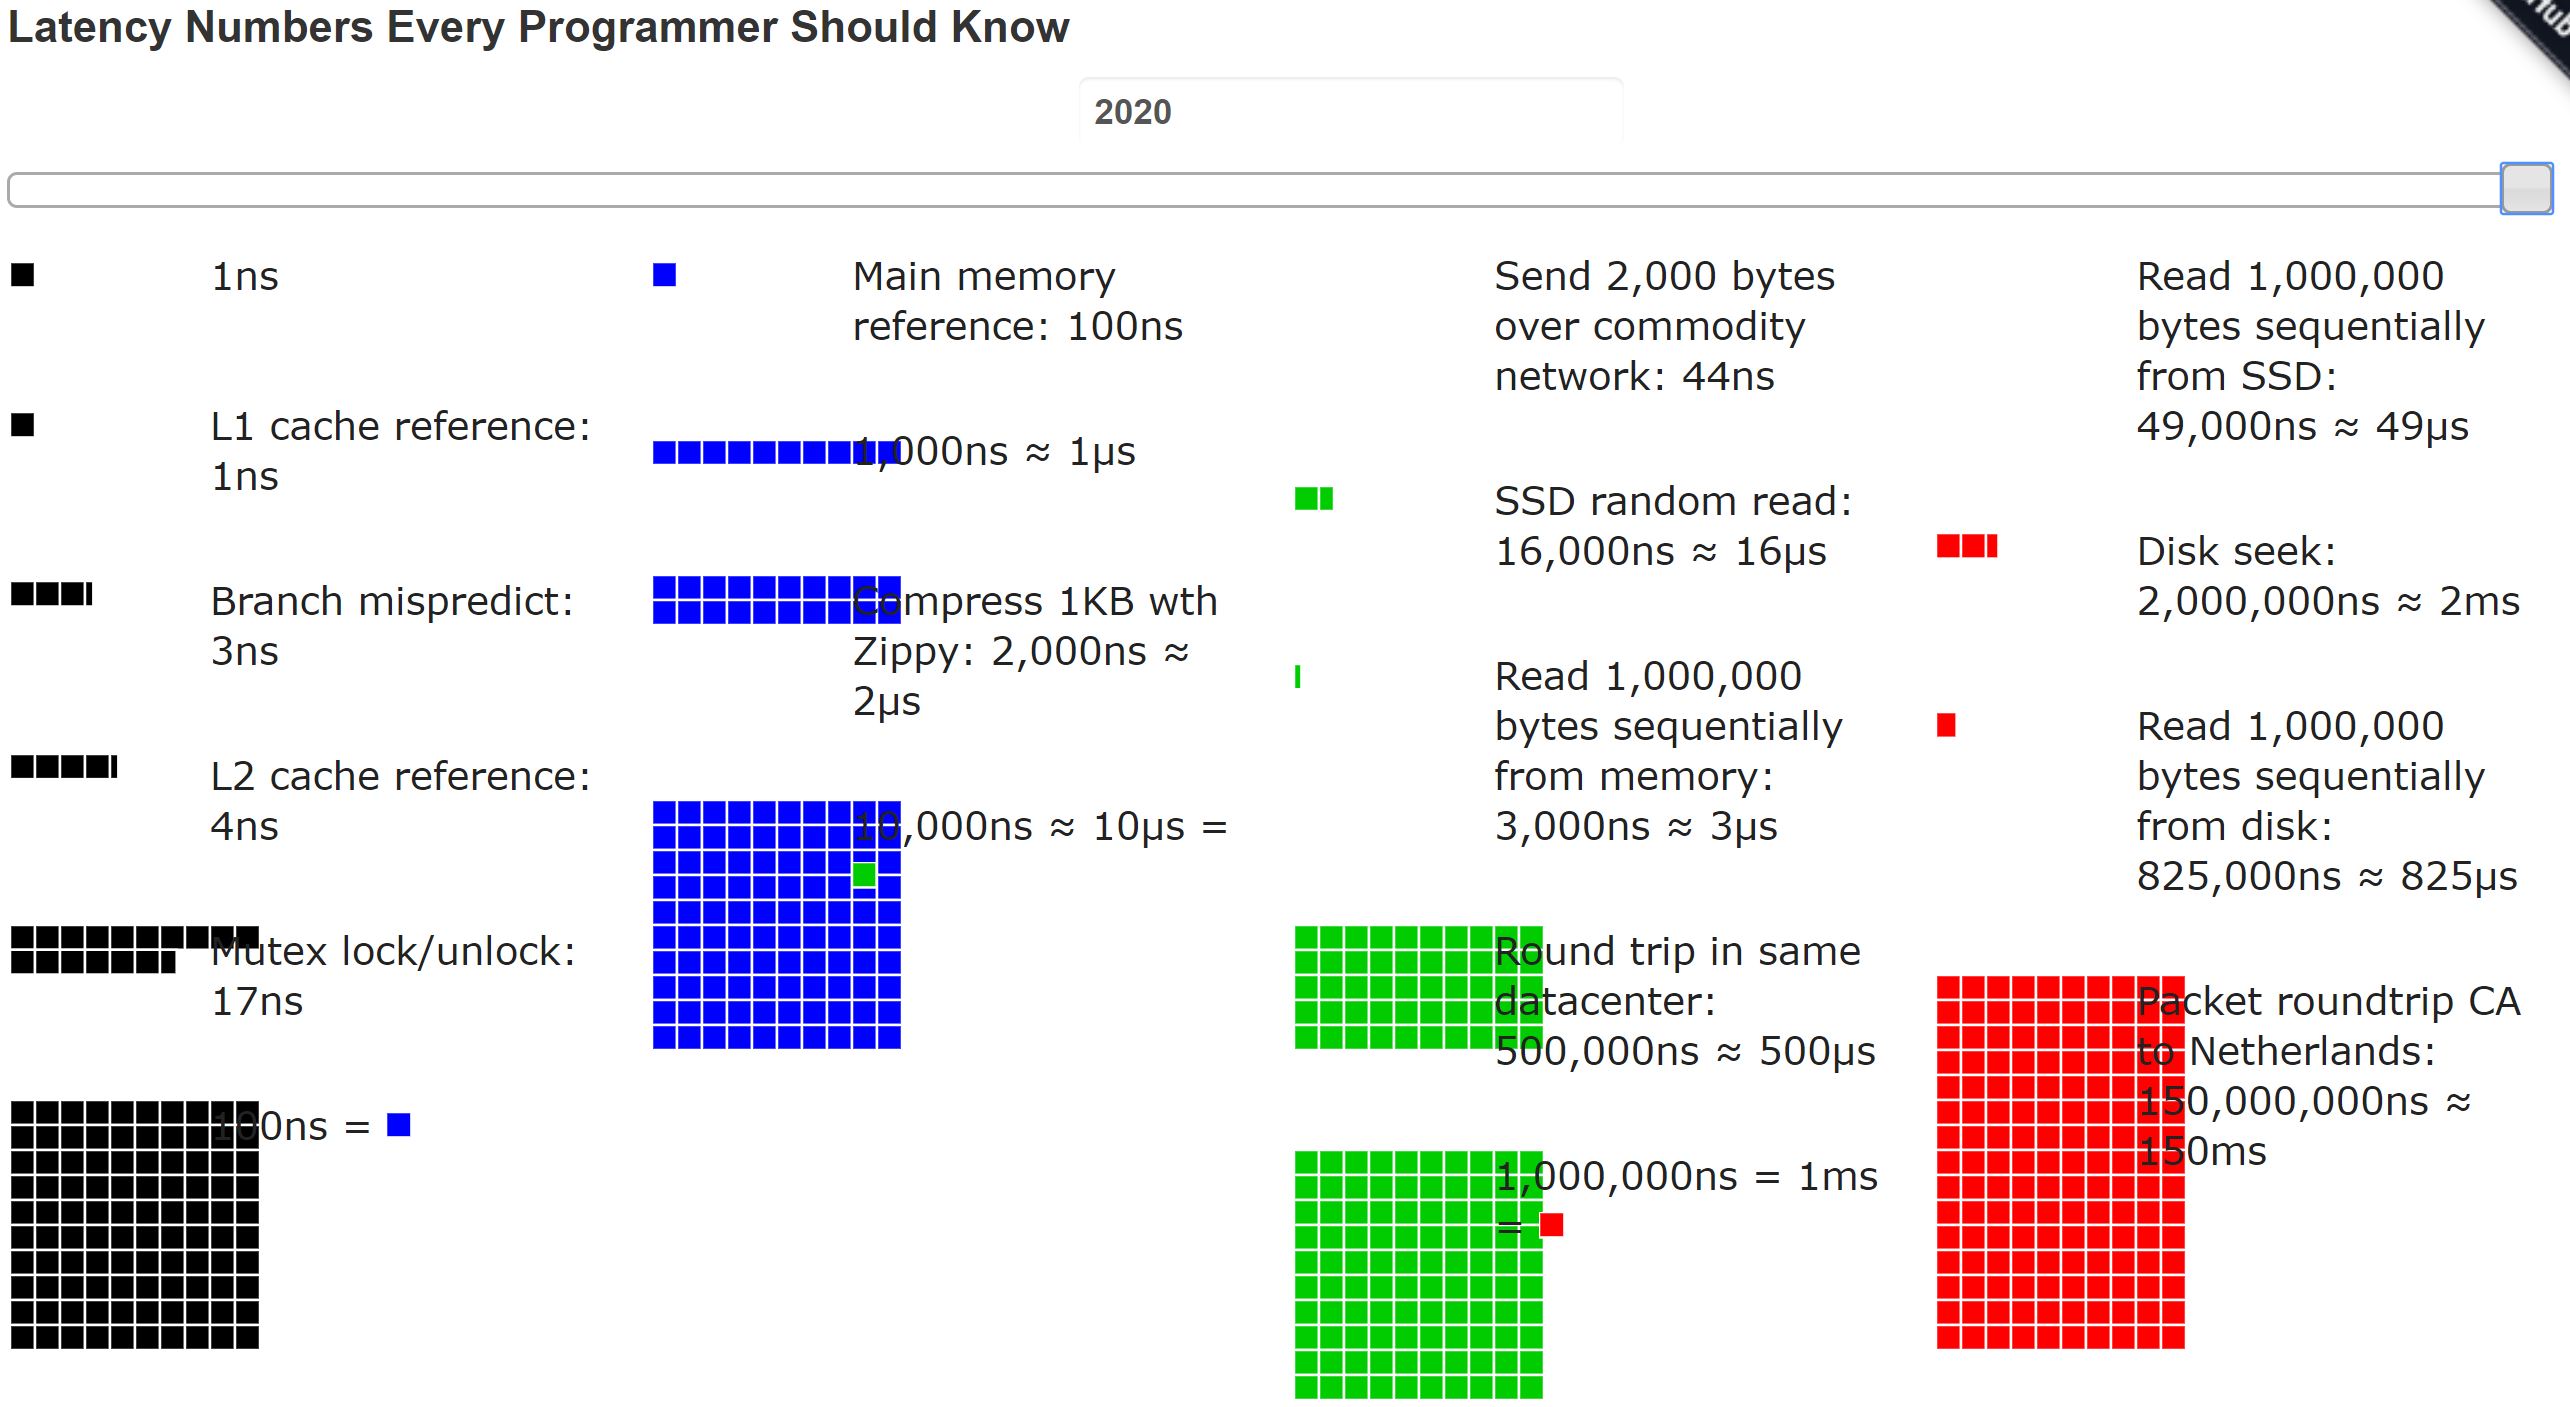 Latency Numbers Every Programmer Should Know
2020
1ns
L1 cache reference:
1ns
Branch mispredict:
3ns
L2 cache reference:
4ns
Mutex lock/unlock:
17ns
100ns =
Main memory
reference: 100ns
1,000ns ≈ 1μs
Compress 1KB wth
Zippy: 2,000ns ≈
2μs
10,000ns ≈ 10μs =
Send 2,000 bytes
over commodity
network: 44ns
SSD random read:
16,000ns ≈ 16μs
Read 1,000,000
bytes sequentially
from memory:
3,000ns ≈ 3μs
Round trip in same
datacenter:
500,000ns ≈ 500μs
1,000,000ns = 1ms
=
Read 1,000,000
bytes sequentially
from SSD:
49,000ns ≈ 49μs
Disk seek:
2,000,000ns ≈ 2ms
Read 1,000,000
bytes sequentially
from disk:
825,000ns ≈ 825μs
Packet roundtrip CA
to Netherlands:
150,000,000ns ≈
150ms